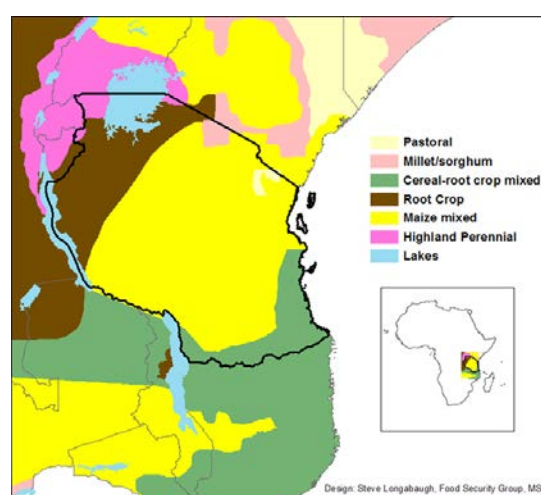 Pastoral
Millet/sorghum
Cereal-root crop mixed
Root Crop
Maize mixed
Highland Perennial
Lakes
Design: Steve Longabaugh, Food Security Group, MS